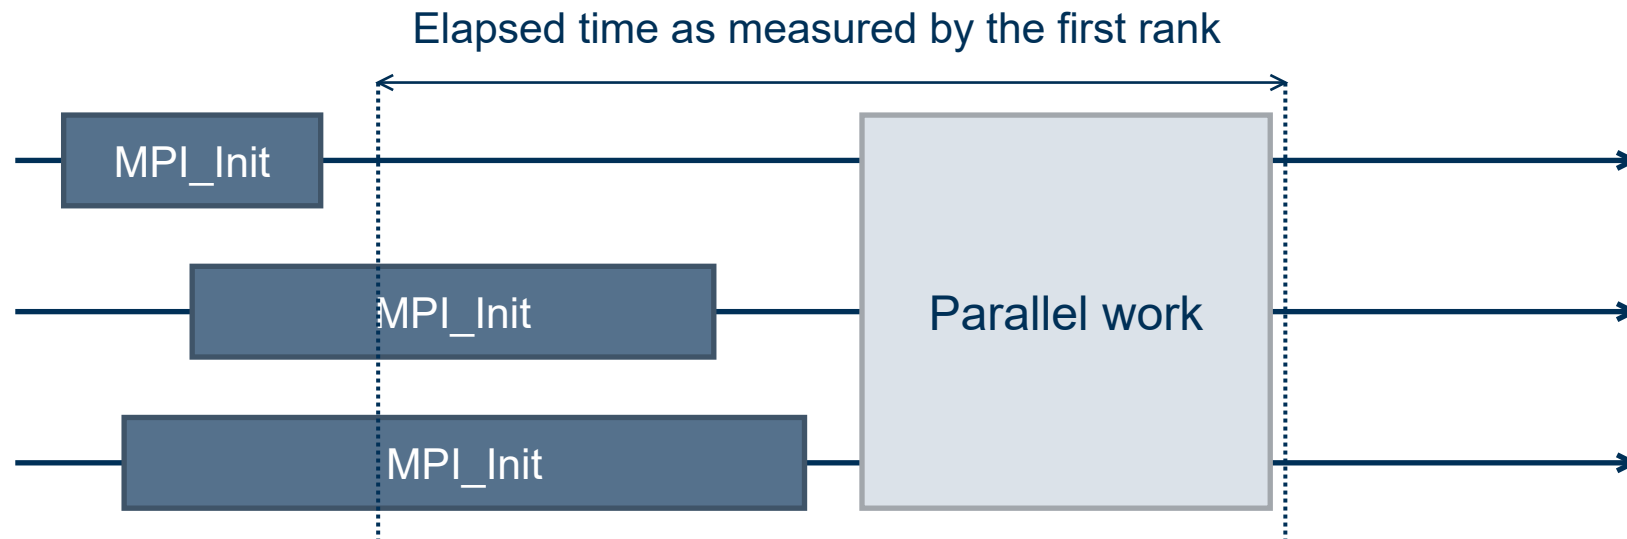 Elapsed time as measured by the first rank
MPI_Init
MPI_Init
Parallel work
MPI_Init